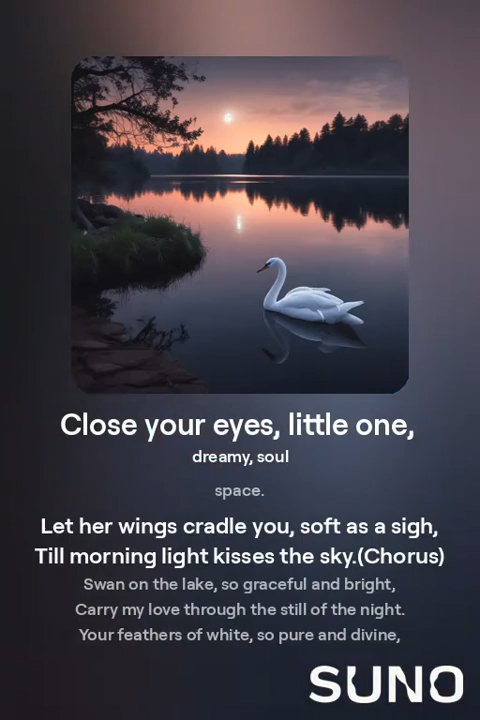 Close your eyes, little one,
dreamy, soul
space.
Let her wings cradle you, soft as a sigh,
Till morning light kisses the sky.(Chorus)
Swan on the lake, so graceful and bright,
Carry my love through the still of the night.
Your feathers of white, so pure and divine,
SUNO